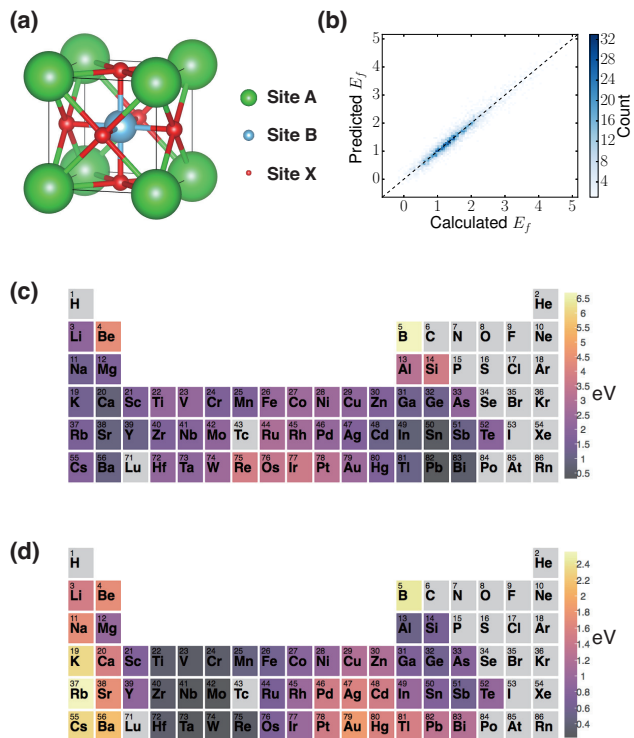 (a)
Site A
Site B
Site X
(b)
Predicted E_f
5
4
3
2
1
0
0 1 2 3 4 5
Calculated E_f
32
28
24
20
16
12
8
4
Count
(c)
1 H 2 He
3 Li 4 Be 5 B 6 C 7 N 8 O 9 F 10 Ne
11 Na 12 Mg 13 Al 14 Si 15 P 16 S 17 Cl 18 Ar
19 K 20 Ca 21 Sc 22 Ti 23 V 24 Cr 25 Mn 26 Fe 27 Co 28 Ni 29 Cu 30 Zn 31 Ga 32 Ge 33 As 34 Se 35 Br 36 Kr
37 Rb 38 Sr 39 Y 40 Zr 41 Nb 42 Mo 43 Tc 44 Ru 45 Rh 46 Pd 47 Ag 48 Cd 49 In 50 Sn 51 Sb 52 Te 53 I 54 Xe
55 Cs 56 Ba 71 Lu 72 Hf 73 Ta 74 W 75 Re 76 Os 77 Ir 78 Pt 79 Au 80 Hg 81 Tl 82 Pb 83 Bi 84 Po 85 At 86 Rn
6.5
6
5.5
5
4.5
4
3.5
3
2.5
2
1.5
1
0.5
eV
(d)
1 H 2 He
3 Li 4 Be 5 B 6 C 7 N 8 O 9 F 10 Ne
11 Na 12 Mg 13 Al 14 Si 15 P 16 S 17 Cl 18 Ar
19 K 20 Ca 21 Sc 22 Ti 23 V 24 Cr 25 Mn 26 Fe 27 Co 28 Ni 29 Cu 30 Zn 31 Ga 32 Ge 33 As 34 Se 35 Br 36 Kr
37 Rb 38 Sr 39 Y 40 Zr 41 Nb 42 Mo 43 Tc 44 Ru 45 Rh 46 Pd 47 Ag 48 Cd 49 In 50 Sn 51 Sb 52 Te 53 I 54 Xe
55 Cs 56 Ba 71 Lu 72 Hf 73 Ta 74 W 75 Re 76 Os 77 Ir 78 Pt 79 Au 80 Hg 81 Tl 82 Pb 83 Bi 84 Po 85 At 86 Rn
2.4
2.2
2
1.8
1.6
1.4
1.2
1
0.8
0.6
0.4
eV